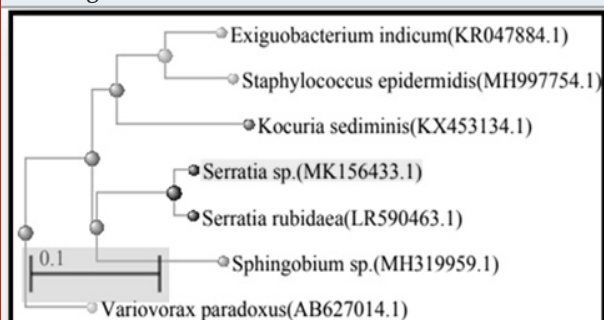 Exiguobacterium indicum(KR047884.1)
Staphylococcus epidermidis(MH997754.1)
Kocuria sediminis(KX453134.1)
Serratia sp.(MK156433.1)
Serratia rubidaea(LR590463.1)
Sphingobium sp.(MH319959.1)
0.1
Variovorax paradoxus(AB627014.1)